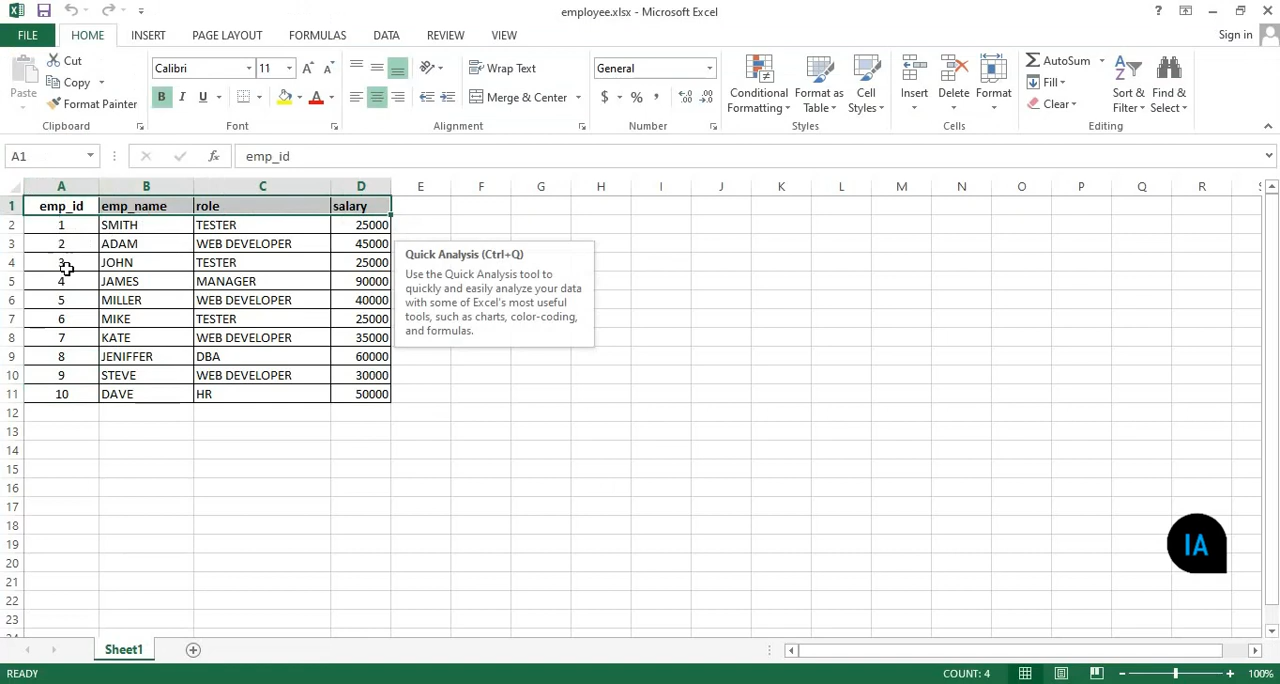 employee.xlsx - Microsoft Excel
?
FILE HOME INSERT PAGE LAYOUT FORMULAS DATA REVIEW VIEW Sign in
Paste
Cut
Copy
Format Painter
Clipboard
Calibri 11
B I U A
Font
Wrap Text
Merge & Center
Alignment
General
$ % ,
Number
Conditional Formatting
Format as Table
Cell Styles
Styles
Insert
Delete
Format
Cells
AutoSum
Fill
Clear
Sort & Filter
Find & Select
Editing
A1 fx emp_id
A B C D E F G H I J K L M N O P Q R
1 emp_id emp_name role salary
2 1 SMITH TESTER 25000
3 2 ADAM WEB DEVELOPER 45000
4 3 JOHN TESTER 25000
5 4 JAMES MANAGER 90000
6 5 MILLER WEB DEVELOPER 40000
7 6 MIKE TESTER 25000
8 7 KATE WEB DEVELOPER 35000
9 8 JENIFFER DBA 60000
10 9 STEVE WEB DEVELOPER 30000
11 10 DAVE HR 50000
12
13
14
15
16
17
18
19
20
21
22
23
Quick Analysis (Ctrl+Q)
Use the Quick Analysis tool to
quickly and easily analyze your data
with some of Excel's most useful
tools, such as charts, color-coding,
and formulas.
IA
Sheet1
READY COUNT: 4 100%